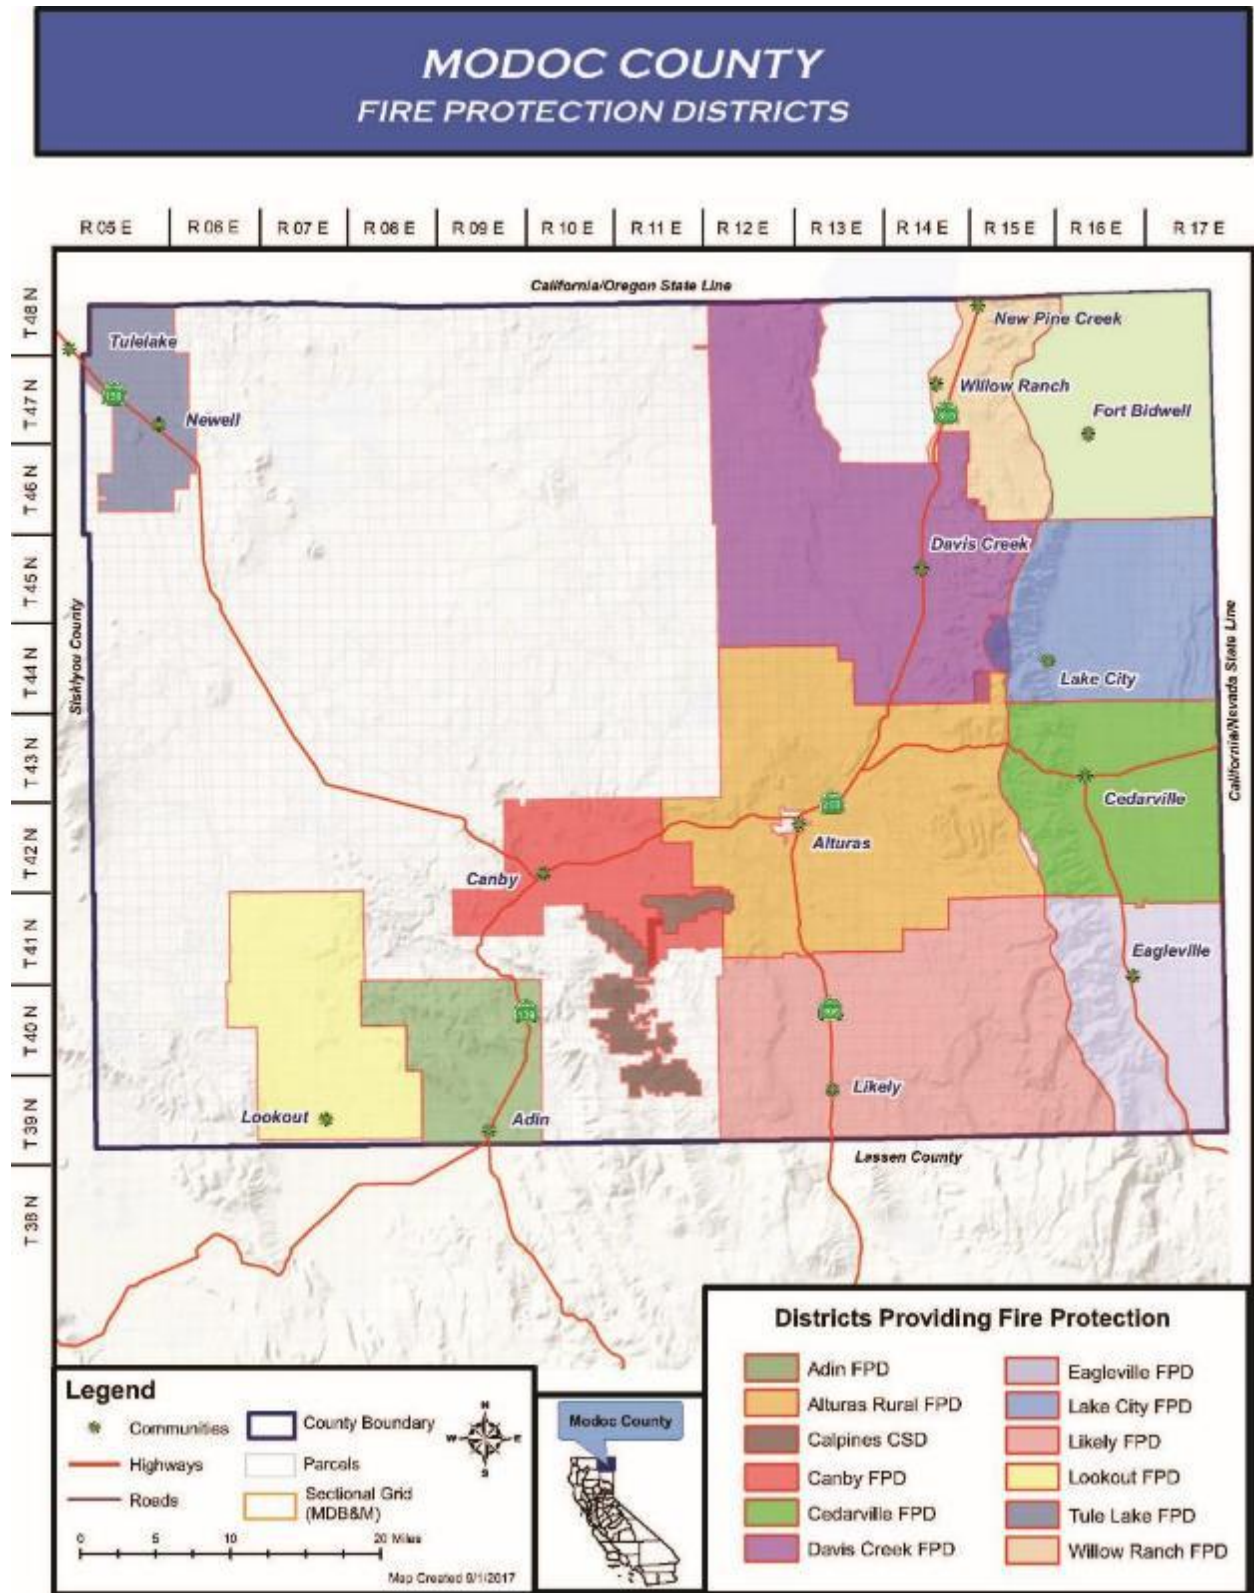 MODOC COUNTY
FIRE PROTECTION DISTRICTS
R 05 E
R 06 E
R 07 E
R 08 E
R 09 E
R 10 E
R 11 E
R 12 E
R 13 E
R 14 E
R 15 E
R 16 E
R 17 E
California/Oregon State Line
T 48 N
T 47 N
T 46 N
T 45 N
T 44 N
T 43 N
T 42 N
T 41 N
T 40 N
T 39 N
T 38 N
Tulelake
New Pine Creek
Willow Ranch
Newell
Fort Bidwell
Davis Creek
Siskiyou County
Lake City
California/Nevada State Line
Cedarville
Alturas
Canby
Eagleville
139
Likely
Lookout
Adin
Lassen County
Legend
Communities
Highways
Roads
County Boundary
Parcels
Sectional Grid
(MDB&M)
N
W
E
S
0 5 10 20 Miles
Map Created 9/1/2017
Modoc County
Districts Providing Fire Protection
Adin FPD
Alturas Rural FPD
Calpines CSD
Canby FPD
Cedarville FPD
Davis Creek FPD
Eagleville FPD
Lake City FPD
Likely FPD
Lookout FPD
Tule Lake FPD
Willow Ranch FPD